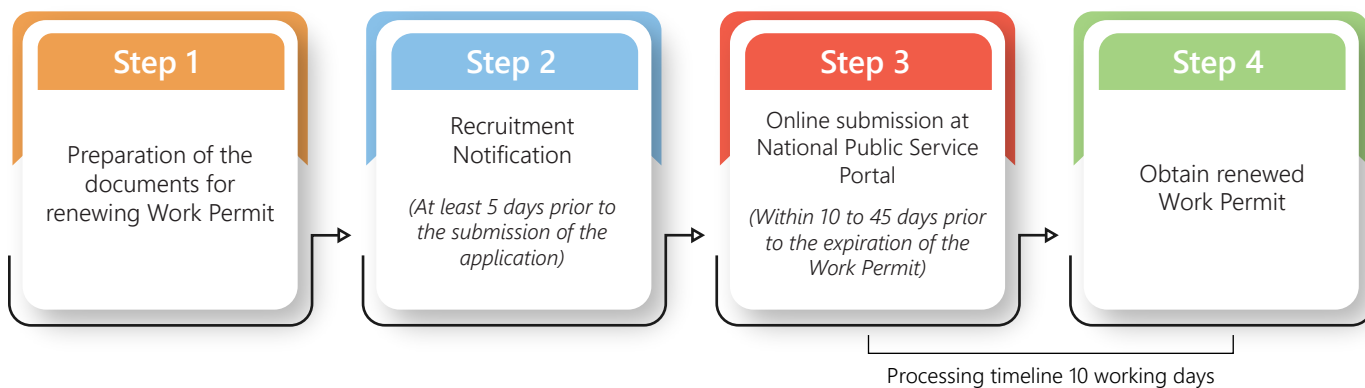 Step 1
Preparation of the
documents for
renewing Work Permit
Step 2
Recruitment
Notification
(At least 5 days prior to
the submission of the
application)
Step 3
Online submission at
National Public Service
Portal
(Within 10 to 45 days prior
to the expiration of the
Work Permit)
Step 4
Obtain renewed
Work Permit
Processing timeline 10 working days